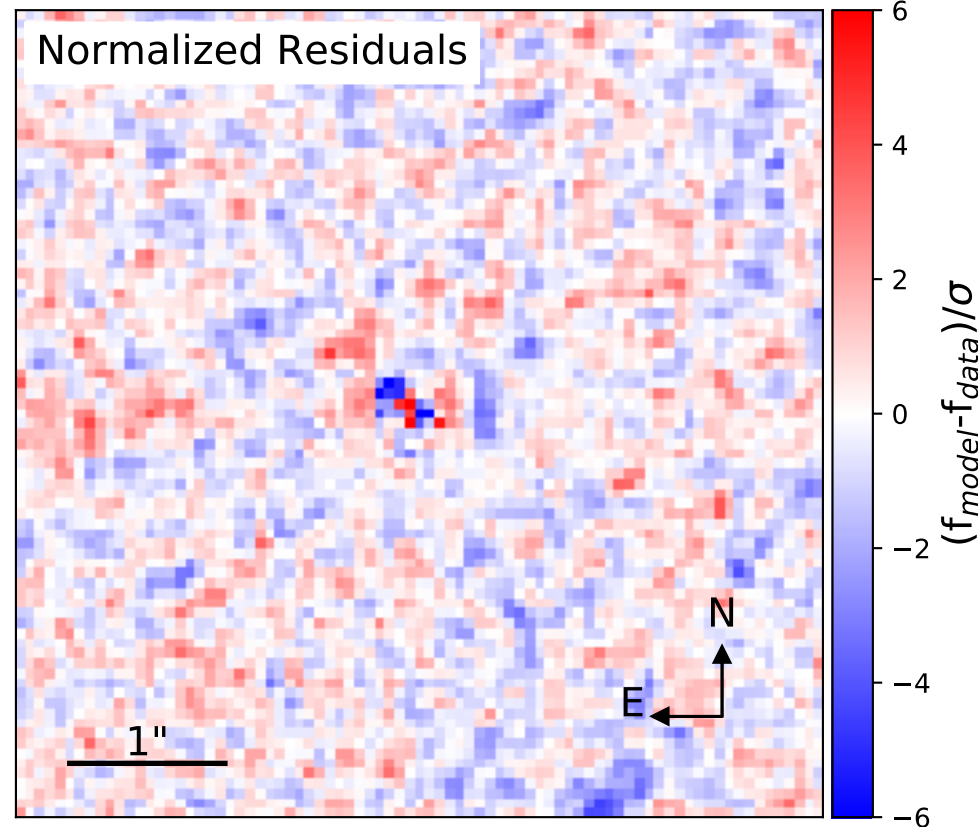 Normalized Residuals
6
4
2
0
−2
−4
−6
(f_model-f_data)/σ
N
E
1"